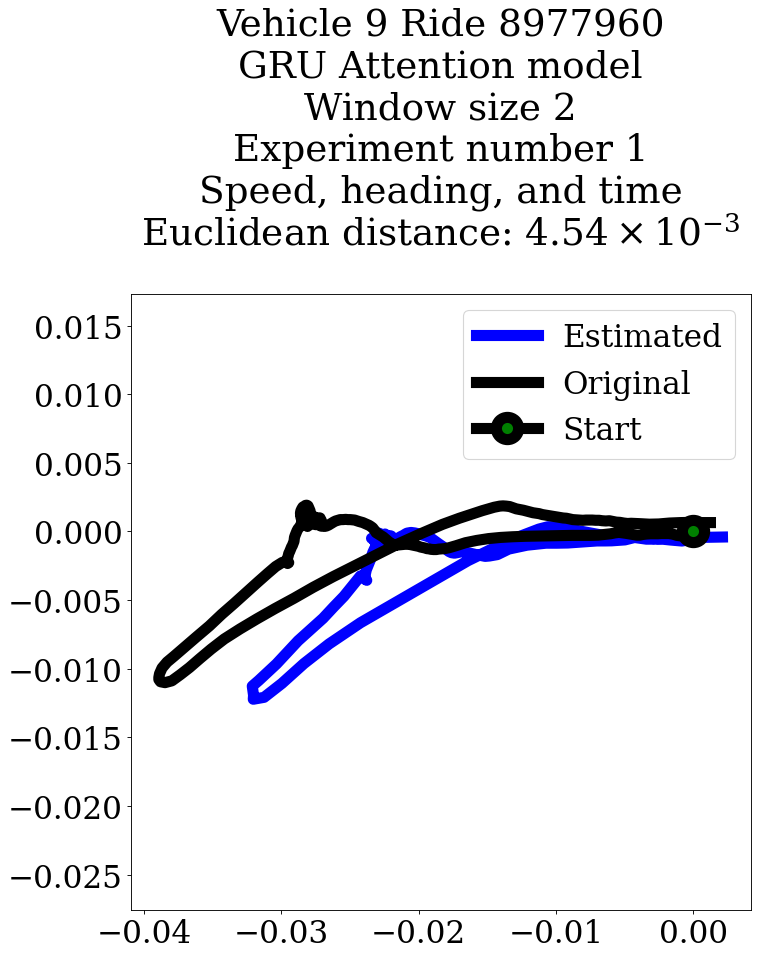 Vehicle 9 Ride 8977960
GRU Attention model
Window size 2
Experiment number 1
Speed, heading, and time
Euclidean distance: 4.54 × 10⁻³
Estimated
Original
Start
0.015
0.010
0.005
0.000
−0.005
−0.010
−0.015
−0.020
−0.025
−0.04 −0.03 −0.02 −0.01 0.00